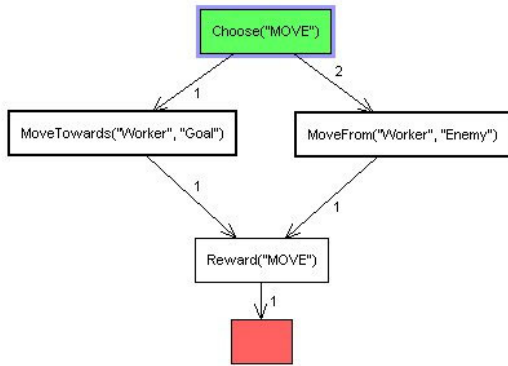 Choose("MOVE")
1
2
MoveTowards("Worker", "Goal")
MoveFrom("Worker", "Enemy")
1
1
Reward("MOVE")
1